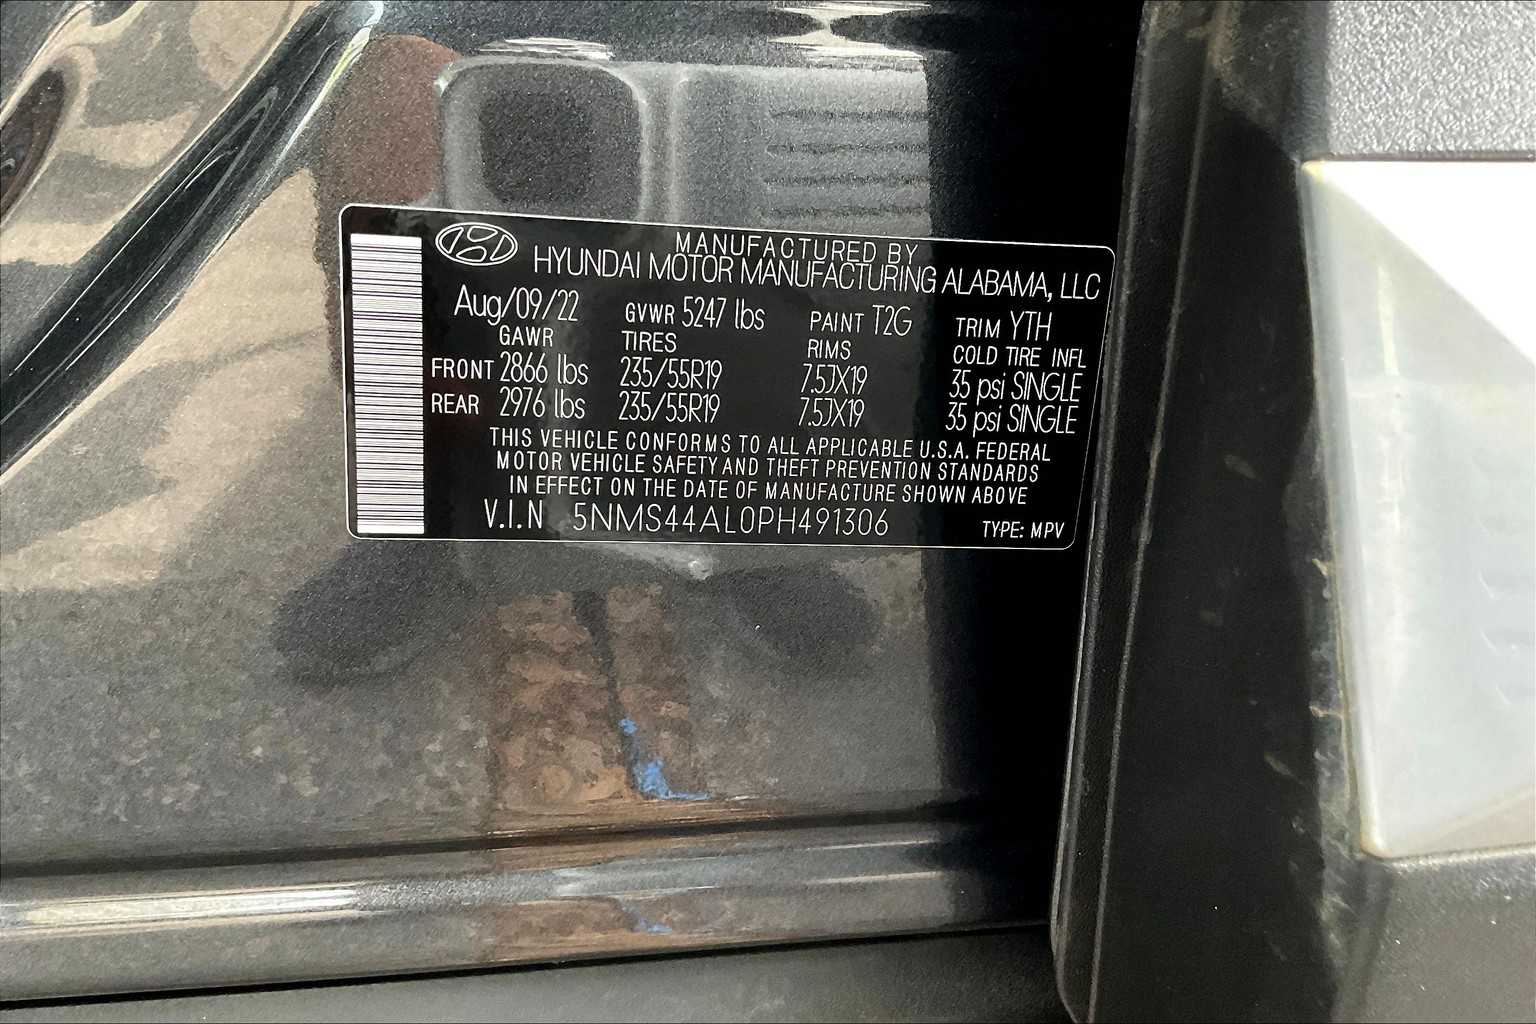 MANUFACTURED BY
HYUNDAI MOTOR MANUFACTURING ALABAMA, LLC
Aug/09/22 GVWR 5247 lbs PAINT T2G TRIM YTH
GAWR TIRES RIMS COLD TIRE INFL
FRONT 2866 lbs 235/55R19 7.5JX19 35 psi SINGLE
REAR 2976 lbs 235/55R19 7.5JX19 35 psi SINGLE
THIS VEHICLE CONFORMS TO ALL APPLICABLE U.S.A. FEDERAL
MOTOR VEHICLE SAFETY AND THEFT PREVENTION STANDARDS
IN EFFECT ON THE DATE OF MANUFACTURE SHOWN ABOVE
V.I.N 5NMS44AL0PH491306 TYPE: MPV